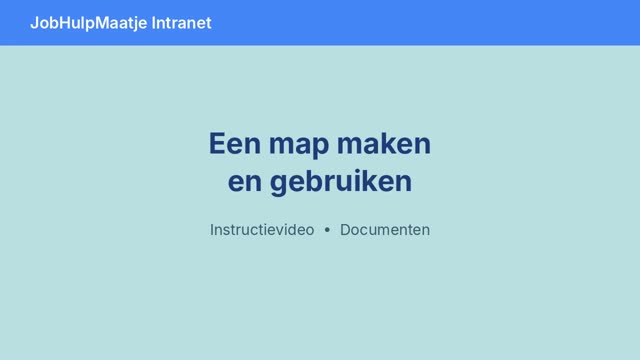 JobHulpMaatje Intranet
Een map maken
en gebruiken
Instructievideo • Documenten